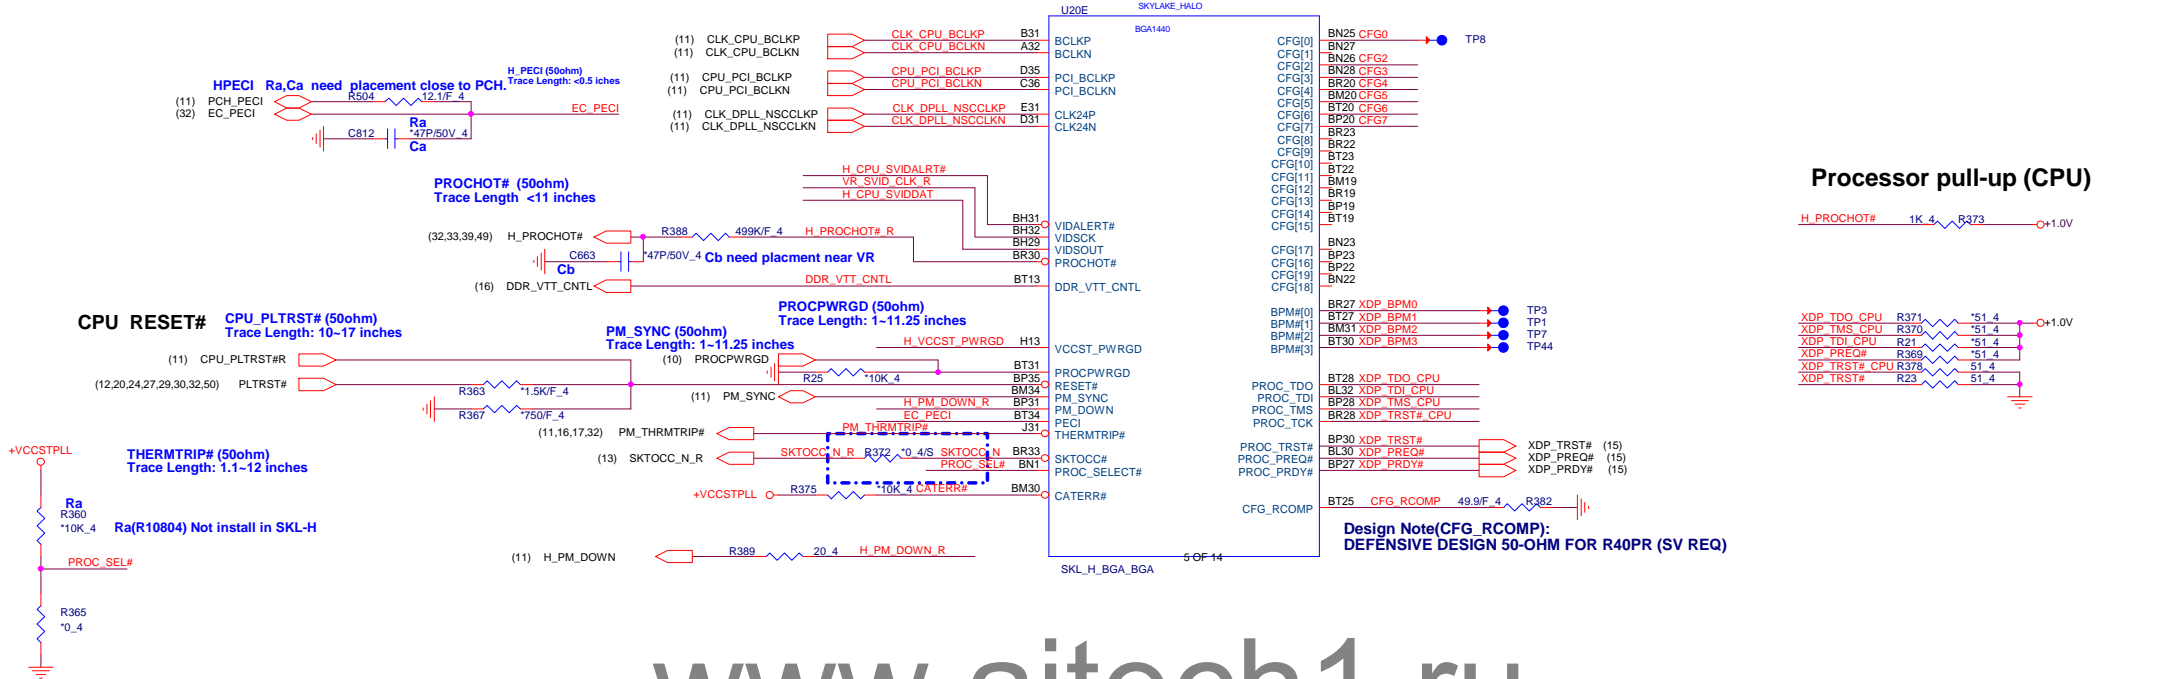 U20E
SKYLAKE_HALO
BGA1440
(11) CLK_CPU_BCLKP
CLK_CPU_BCLKP B31 BCLKP
(11) CLK_CPU_BCLKN
CLK_CPU_BCLKN A32 BCLKN
(11) CPU_PCI_BCLKP
CPU_PCI_BCLKP D35 PCI_BCLKP
(11) CPU_PCI_BCLKN
CPU_PCI_BCLKN C36 PCI_BCLKN
(11) CLK_DPLL_NSCCLKP
CLK_DPLL_NSCCLKP E31 CLK24P
(11) CLK_DPLL_NSCCLKN
CLK_DPLL_NSCCLKN D31 CLK24N
HPECI Ra,Ca need placement close to PCH.
H_PECI (50ohm)
Trace Length: <0.5 iches
(11) PCH_PECI R504 12.1/F_4
(32) EC_PECI EC_PECI
Ra
C812 *47P/50V_4
Ca
PROCHOT# (50ohm)
Trace Length <11 inches
H_CPU_SVIDALRT#
VR_SVID_CLK_R
H_CPU_SVIDDAT
BH31 VIDALERT#
BH32 VIDSCK
BH29 VIDSOUT
BR30 PROCHOT#
(32,33,39,49) H_PROCHOT# R388 499K/F_4 H_PROCHOT#_R
C663 *47P/50V_4 Cb need placment near VR
Cb
(16) DDR_VTT_CNTL DDR_VTT_CNTL BT13 DDR_VTT_CNTL
CPU RESET#
CPU_PLTRST# (50ohm)
Trace Length: 10~17 inches
PROCPWRGD (50ohm)
Trace Length: 1~11.25 inches
PM_SYNC (50ohm)
Trace Length: 1~11.25 inches
H_VCCST_PWRGD H13 VCCST_PWRGD
(11) CPU_PLTRST#R
(10) PROCPWRGD
BT31 PROCPWRGD
R25 *10K_4
(12,20,24,27,29,30,32,50) PLTRST# R363 *1.5K/F_4 BP35 RESET#
R367 *750/F_4
(11) PM_SYNC BM34 PM_SYNC
H_PM_DOWN_R BP31 PM_DOWN
EC_PECI BT34 PECI
(11,16,17,32) PM_THRMTRIP# PM_THRMTRIP# J31 THERMTRIP#
(13) SKTOCC_N_R SKTOCC_N_R R372 *0_4/S SKTOCC_N BR33 SKTOCC#
PROC_SEL# BN1 PROC_SELECT#
+VCCSTPLL R375 *10K_4 CATERR# BM30 CATERR#
(11) H_PM_DOWN R389 20_4 H_PM_DOWN_R
+VCCSTPLL
THERMTRIP# (50ohm)
Trace Length: 1.1~12 inches
Ra
R360
*10K_4
Ra(R10804) Not install in SKL-H
PROC_SEL#
R365
*0_4
CFG[0] BN25 CFG0 TP8
CFG[1] BN27
CFG[2] BN26 CFG2
CFG[3] BN28 CFG3
CFG[4] BR20 CFG4
CFG[5] BM20 CFG5
CFG[6] BT20 CFG6
CFG[7] BP20 CFG7
CFG[8] BR23
CFG[9] BR22
CFG[10] BT23
CFG[11] BT22
CFG[12] BM19
CFG[13] BR19
CFG[14] BP19
CFG[15] BT19
CFG[17] BN23
CFG[16] BP23
CFG[19] BP22
CFG[18] BN22
BPM#[0] BR27 XDP_BPM0 TP3
BPM#[1] BT27 XDP_BPM1 TP1
BPM#[2] BM31 XDP_BPM2 TP7
BPM#[3] BT30 XDP_BPM3 TP44
PROC_TDO BT28 XDP_TDO_CPU
PROC_TDI BL32 XDP_TDI_CPU
PROC_TMS BP28 XDP_TMS_CPU
PROC_TCK BR28 XDP_TRST#_CPU
PROC_TRST# BP30 XDP_TRST# XDP_TRST# (15)
PROC_PREQ# BL30 XDP_PREQ# XDP_PREQ# (15)
PROC_PRDY# BP27 XDP_PRDY# XDP_PRDY# (15)
CFG_RCOMP BT25 CFG_RCOMP 49.9/F_4 R382
Design Note(CFG_RCOMP):
DEFENSIVE DESIGN 50-OHM FOR R40PR (SV REQ)
5 OF 14
SKL_H_BGA_BGA
Processor pull-up (CPU)
H_PROCHOT# 1K_4 R373 +1.0V
XDP_TDO_CPU R371 *51_4 +1.0V
XDP_TMS_CPU R370 *51_4
XDP_TDI_CPU R21 *51_4
XDP_PREQ# R369 *51_4
XDP_TRST#_CPU R378 51_4
XDP_TRST# R23 51_4
www.aitech1.ru